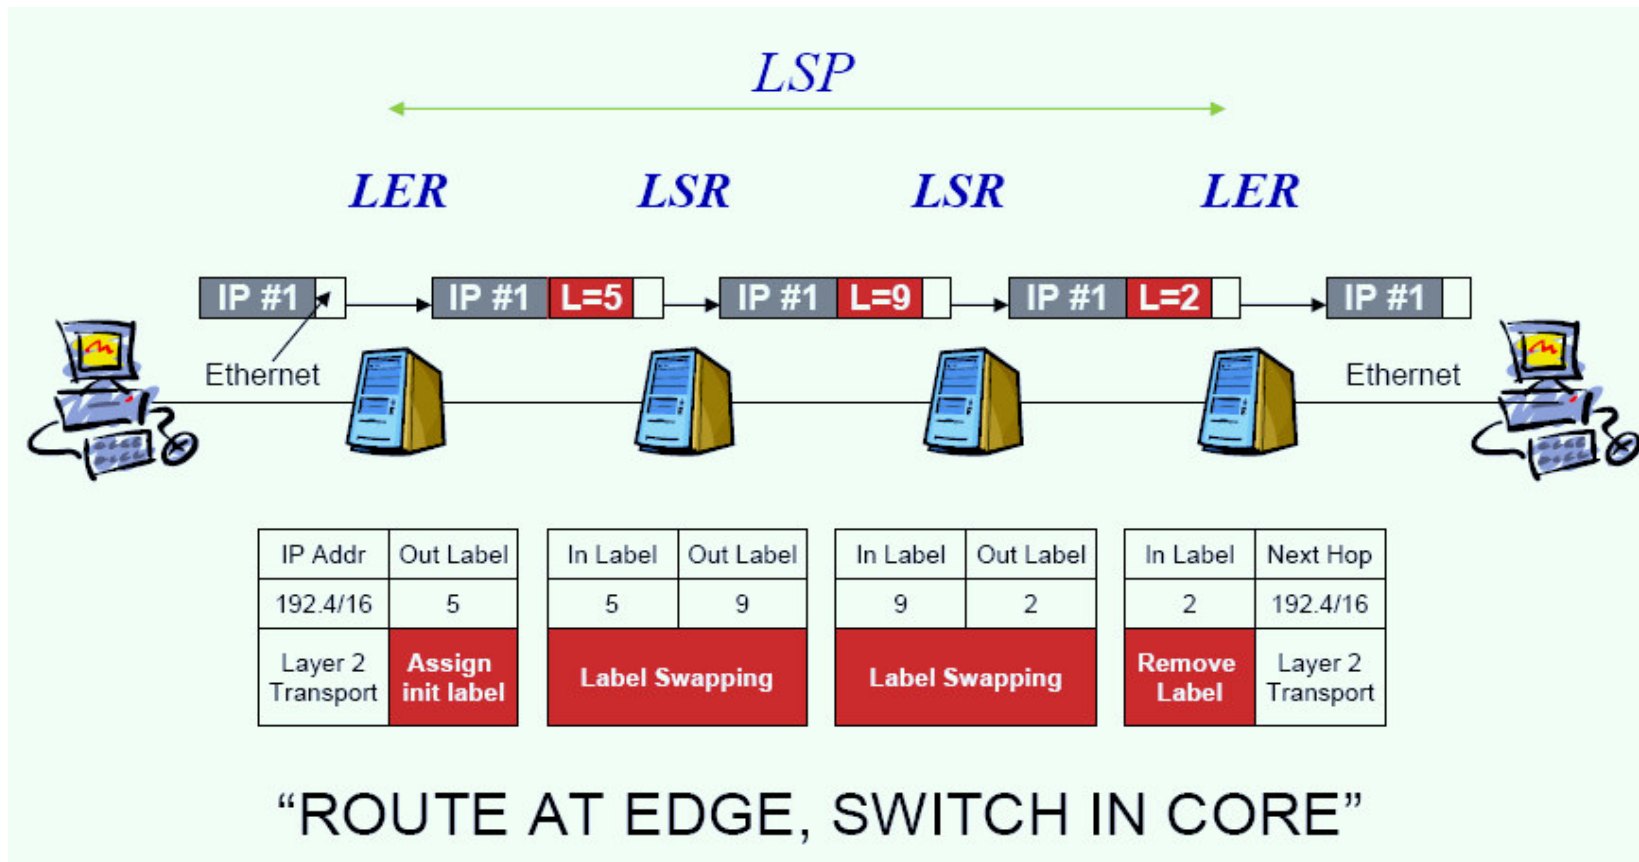 LSP
LER LSR LSR LER
IP #1 IP #1 L=5 IP #1 L=9 IP #1 L=2 IP #1
Ethernet Ethernet
IP Addr Out Label In Label Out Label In Label Out Label In Label Next Hop
192.4/16 5 5 9 9 2 2 192.4/16
Layer 2 Transport Assign init label Label Swapping Label Swapping Remove Label Layer 2 Transport
“ROUTE AT EDGE, SWITCH IN CORE”